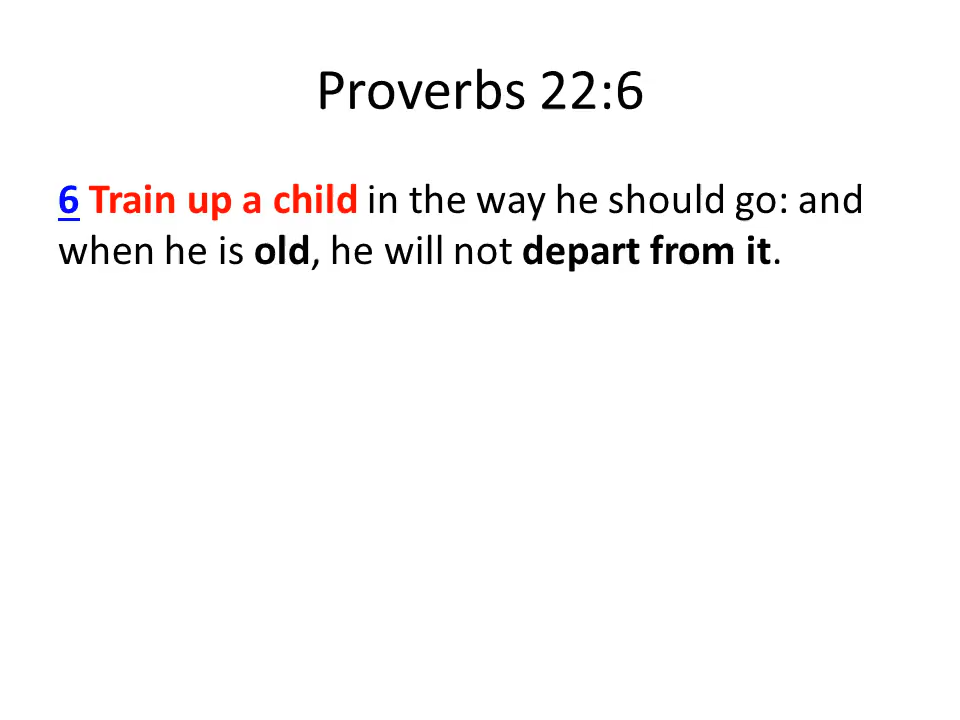 Proverbs 22:6
6 Train up a child in the way he should go: and
when he is old, he will not depart from it.